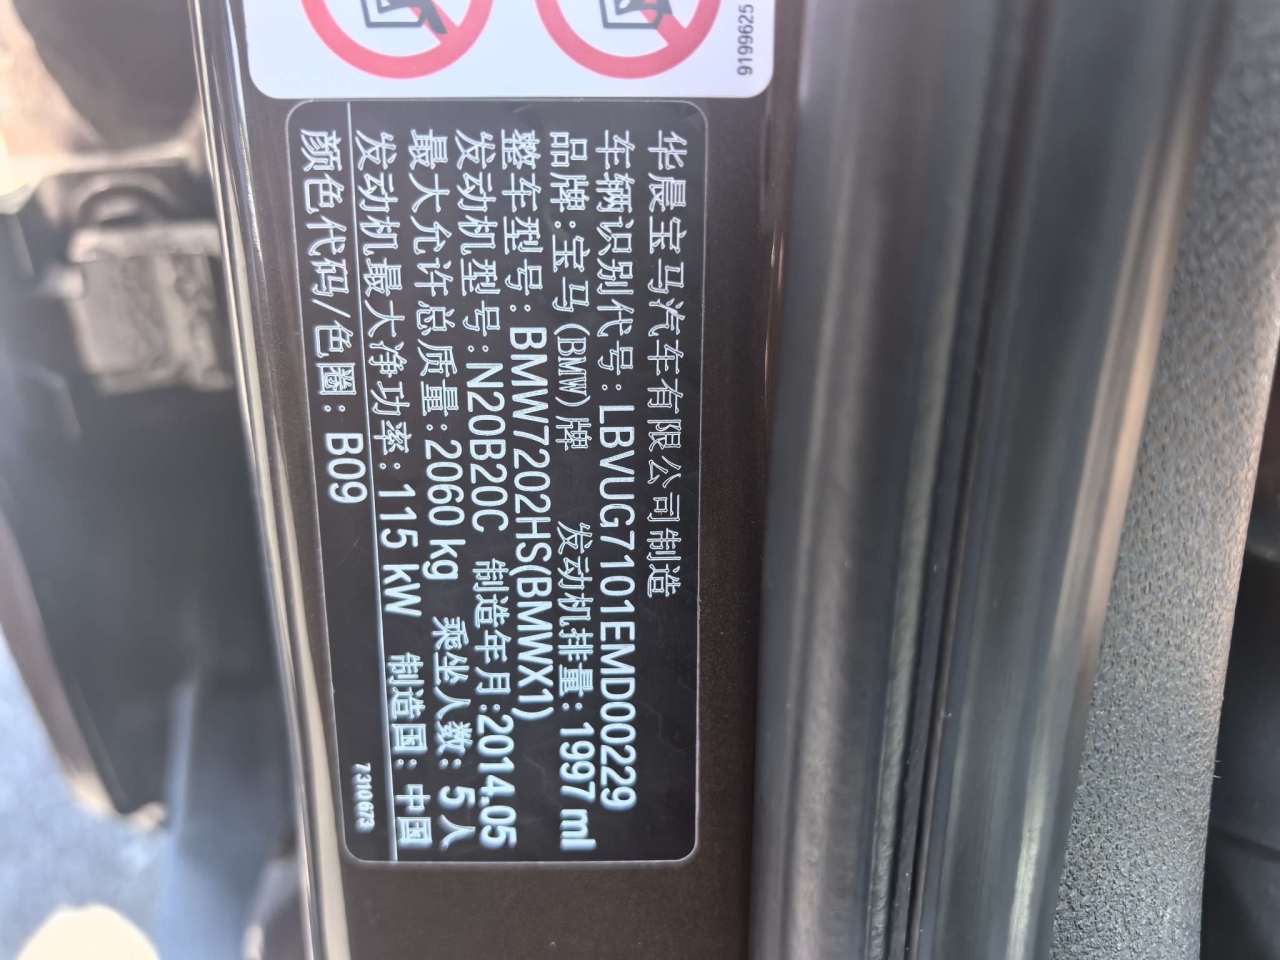 9199625
华晨宝马汽车有限公司制造
车辆识别代号: LBVUG7101EMD00229
品牌:宝马(BMW)牌 发动机排量: 1997 ml
整车型号: BMW7202HS(BMWX1)
发动机型号: N20B20C 制造年月:2014.05
最大允许总质量:2060 kg 乘坐人数: 5人
发动机最大净功率: 115 kW 制造国: 中国
颜色代码/色圈: B09
7310673